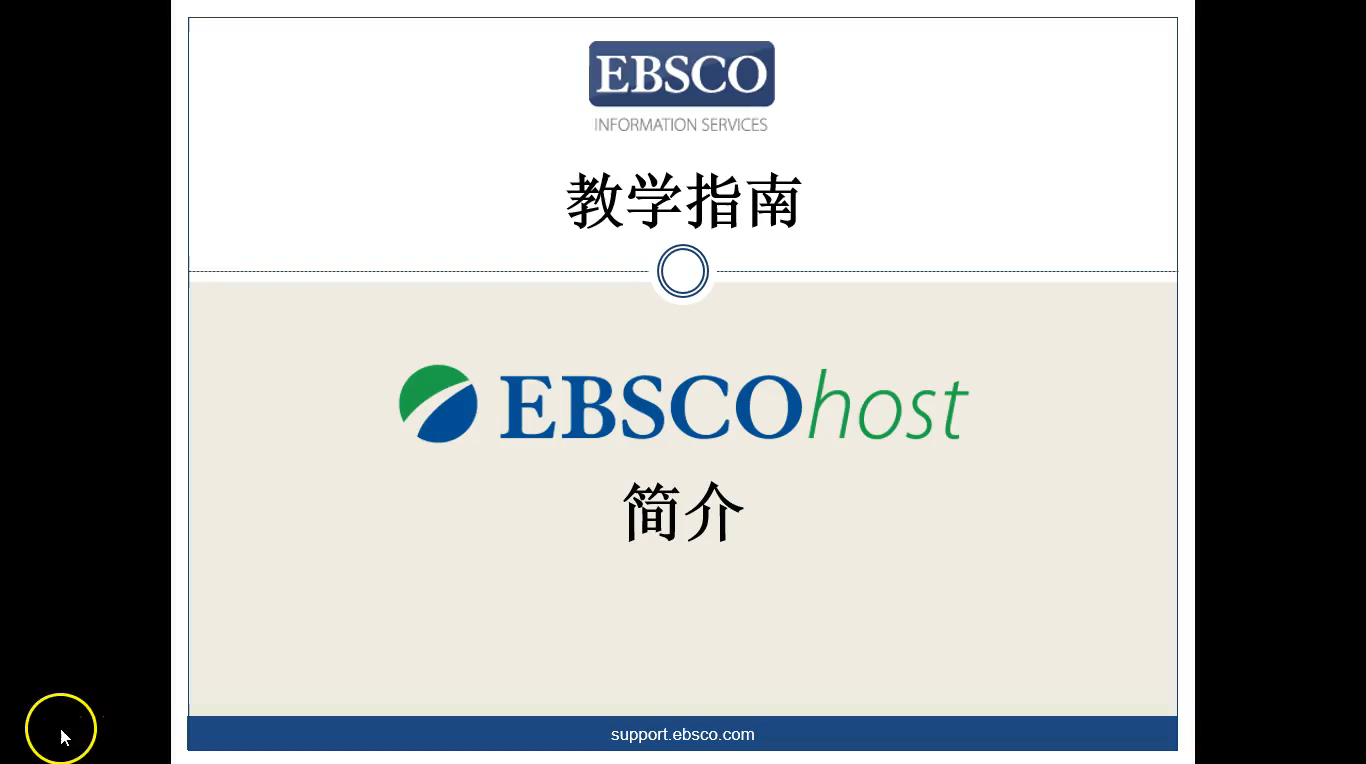 EBSCO
INFORMATION SERVICES
教学指南
EBSCOhost
简介
support.ebsco.com